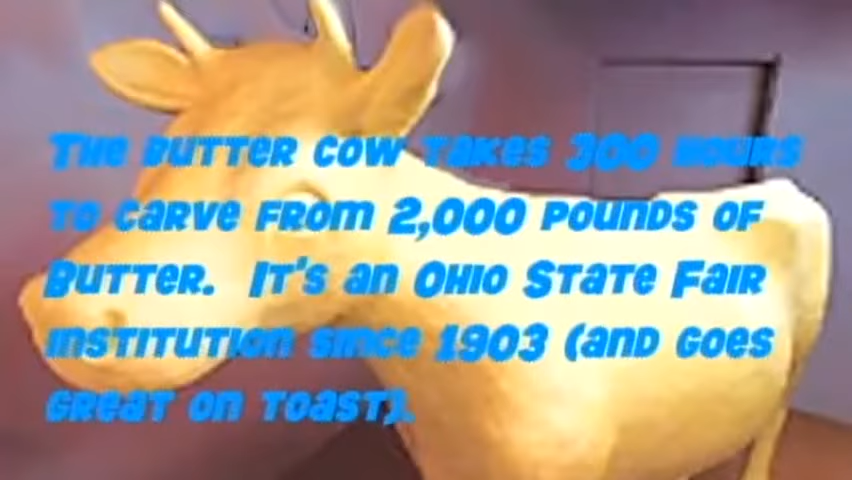 The butter cow takes 300 hours
to carve from 2,000 pounds of
Butter. It's an Ohio State Fair
institution since 1903 (and goes
great on toast).